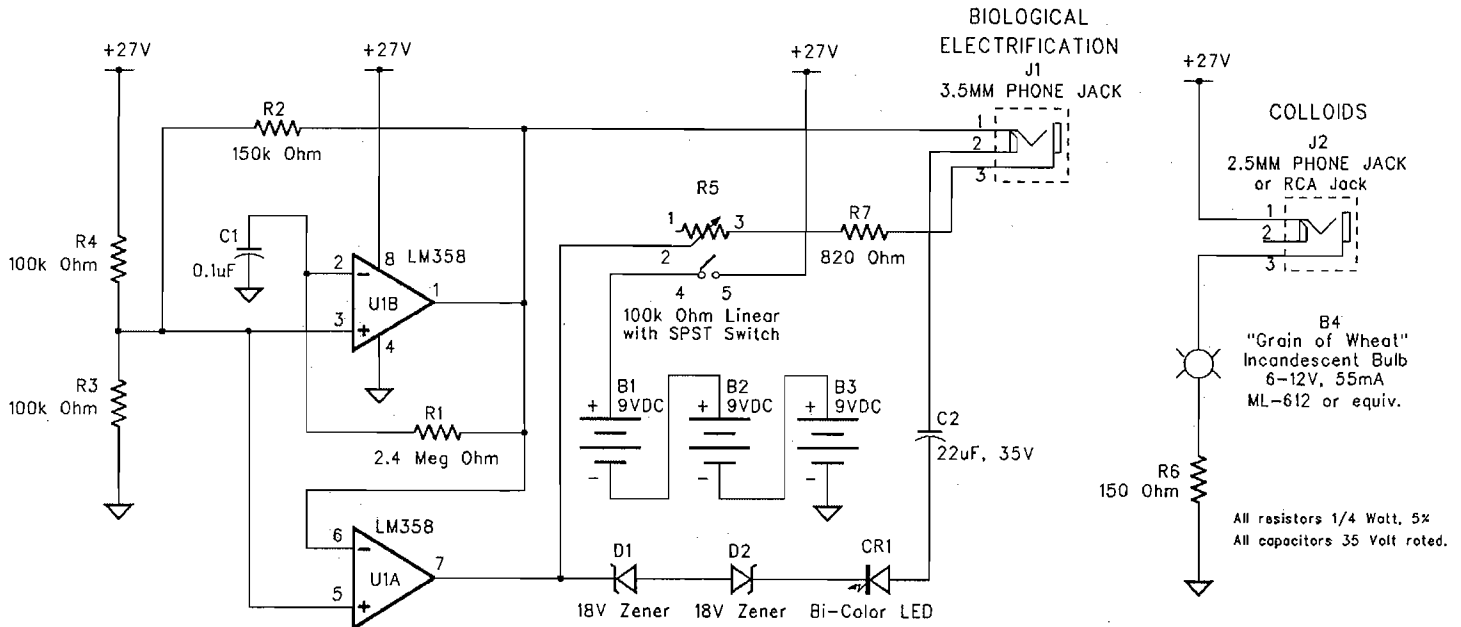 BIOLOGICAL
ELECTRIFICATION
J1
3.5MM PHONE JACK
+27V
+27V
+27V
+27V
R2
150k Ohm
1
2
3
COLLOIDS
J2
2.5MM PHONE JACK
or RCA Jack
1
2
3
R5
1
3
2
4
5
100k Ohm Linear
with SPST Switch
R7
820 Ohm
R4
100k Ohm
C1
0.1uF
2
8
LM358
U1B
1
3
4
R3
100k Ohm
R1
2.4 Meg Ohm
B1
+
9VDC
-
B2
+
9VDC
-
B3
+
9VDC
-
C2
22uF, 35V
B4
"Grain of Wheat"
Incandescent Bulb
6-12V, 55mA
ML-612 or equiv.
R6
150 Ohm
LM358
6
7
U1A
5
D1
18V Zener
D2
18V Zener
CR1
Bi-Color LED
All resistors 1/4 Watt, 5%
All capacitors 35 Volt rated.